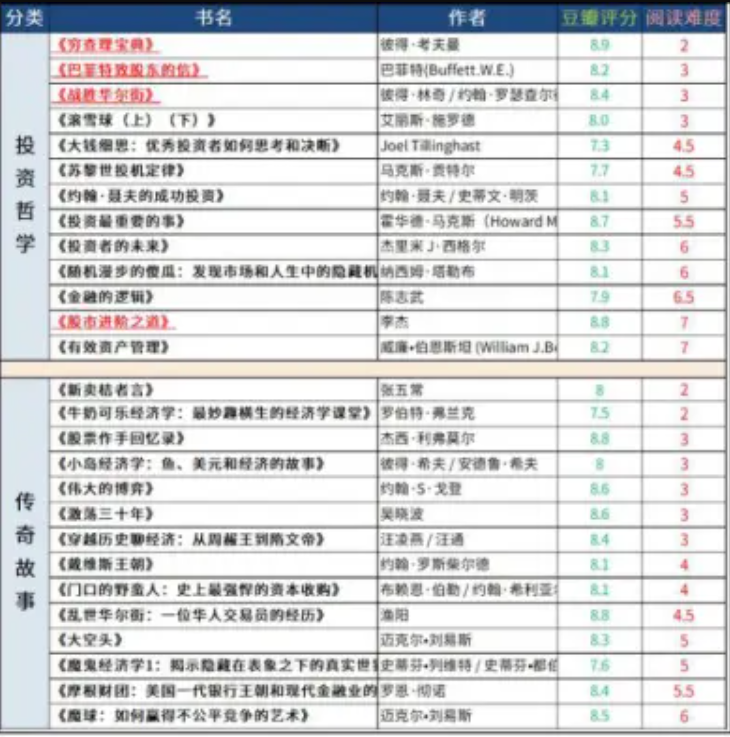 分类 书名 作者 豆瓣评分 阅读难度
投资哲学
《穷查理宝典》 彼得·考夫曼 8.9 2
《巴菲特致股东的信》 巴菲特(Buffett.W.E.) 8.2 3
《战胜华尔街》 彼得·林奇 / 约翰·罗瑟查尔 8.4 3
《滚雪球（上）（下）》 艾丽斯·施罗德 8.0 3
《大钱细思：优秀投资者如何思考和决断》 Joel Tillinghast 7.3 4.5
《苏黎世投机定律》 马克斯·贡特尔 7.7 4.5
《约翰·聂夫的成功投资》 约翰·聂夫 / 史蒂文·明茨 8.1 5
《投资最重要的事》 霍华德·马克斯（Howard M 8.7 5.5
《投资者的未来》 杰里米 J·西格尔 8.3 6
《随机漫步的傻瓜：发现市场和人生中的隐藏机 纳西姆·塔勒布 8.1 6
《金融的逻辑》 陈志武 7.9 6.5
《股市进阶之道》 李杰 8.8 7
《有效资产管理》 威廉•伯恩斯坦 (William J.Be 8.2 7
传奇故事
《新卖桔者言》 张五常 8 2
《牛奶可乐经济学：最妙趣横生的经济学课堂》 罗伯特·弗兰克 7.5 2
《股票作手回忆录》 杰西·利弗莫尔 8.8 3
《小岛经济学：鱼、美元和经济的故事》 彼得·希夫 / 安德鲁·希夫 8 3
《伟大的博弈》 约翰·S·戈登 8.6 3
《激荡三十年》 吴晓波 8.6 3
《穿越历史聊经济：从周赧王到隋文帝》 汪凌燕 / 汪通 8.4 3
《戴维斯王朝》 约翰·罗斯柴尔德 8.1 4
《门口的野蛮人：史上最强悍的资本收购》 布赖恩·伯勒 / 约翰·希利亚 8.1 4
《乱世华尔街：一位华人交易员的经历》 渔阳 8.8 4.5
《大空头》 迈克尔•刘易斯 8.3 5
《魔鬼经济学1：揭示隐藏在表象之下的真实世 史蒂芬•列维特 / 史蒂芬•都伯 7.6 5
《摩根财团：美国一代银行王朝和现代金融业的 罗恩·彻诺 8.4 5.5
《魔球：如何赢得不公平竞争的艺术》 迈克尔•刘易斯 8.5 6